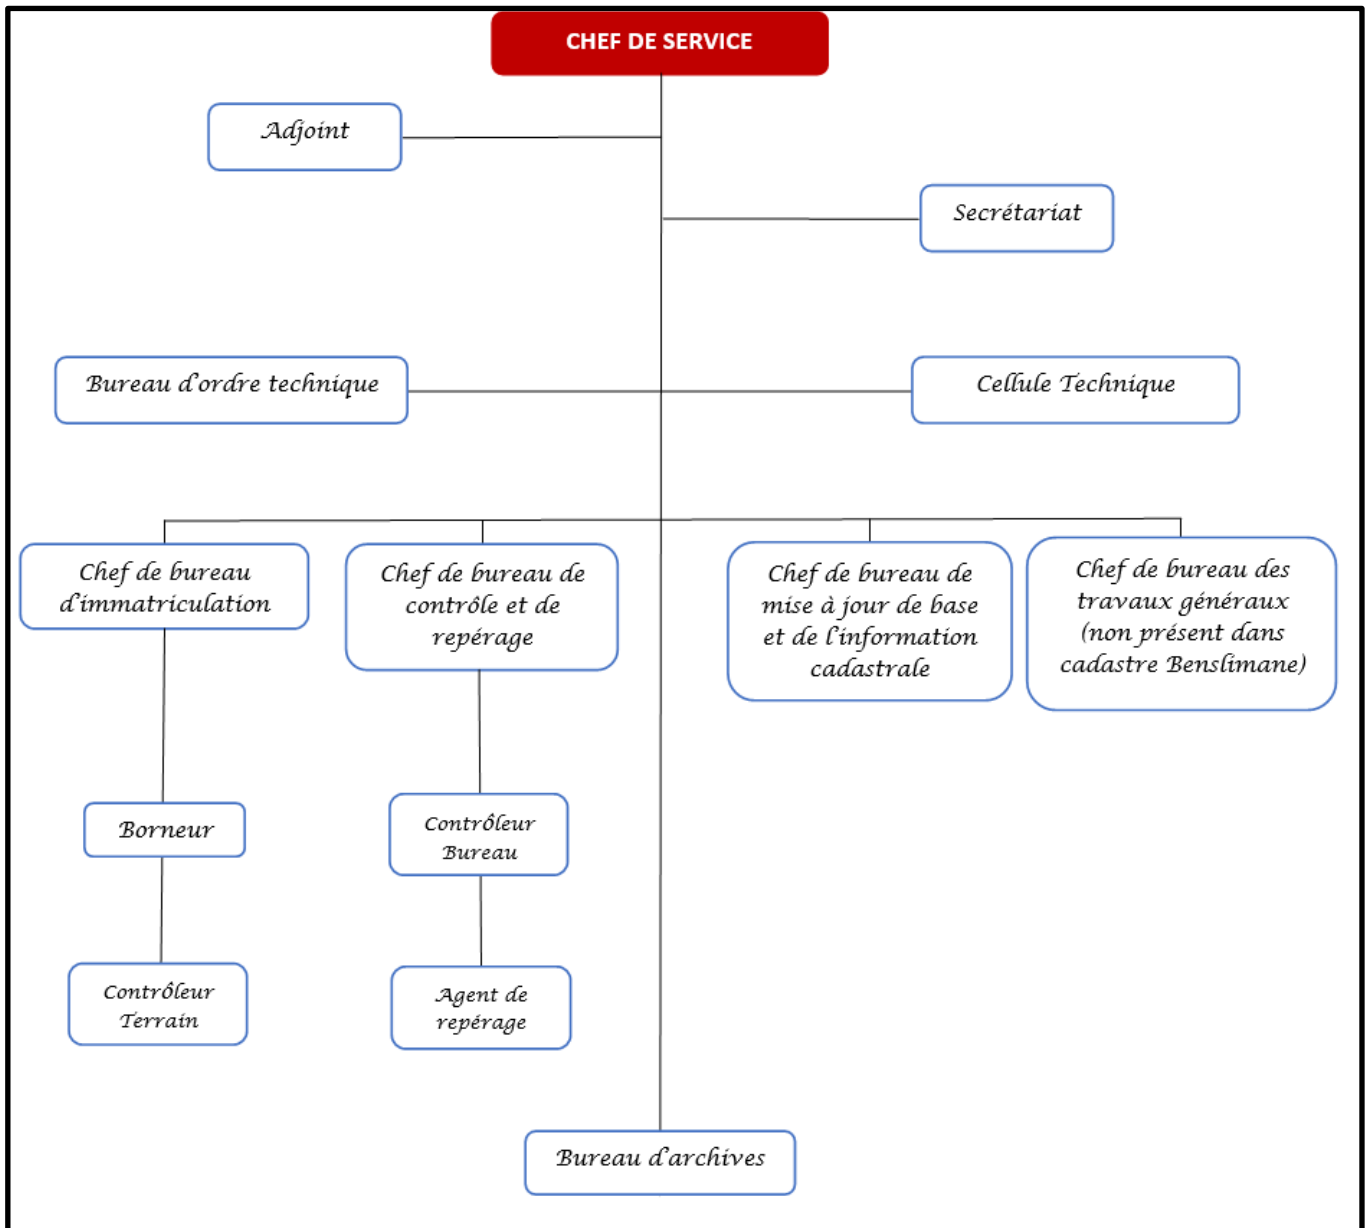 CHEF DE SERVICE
Adjoint
Secrétariat
Bureau d'ordre technique
Cellule Technique
Chef de bureau
d'immatriculation
Chef de bureau de
contrôle et de
repérage
Chef de bureau de
mise à jour de base
et de l'information
cadastrale
Chef de bureau des
travaux généraux
(non présent dans
cadastre Benslimane)
Borneur
Contrôleur
Bureau
Contrôleur
Terrain
Agent de
repérage
Bureau d'archives